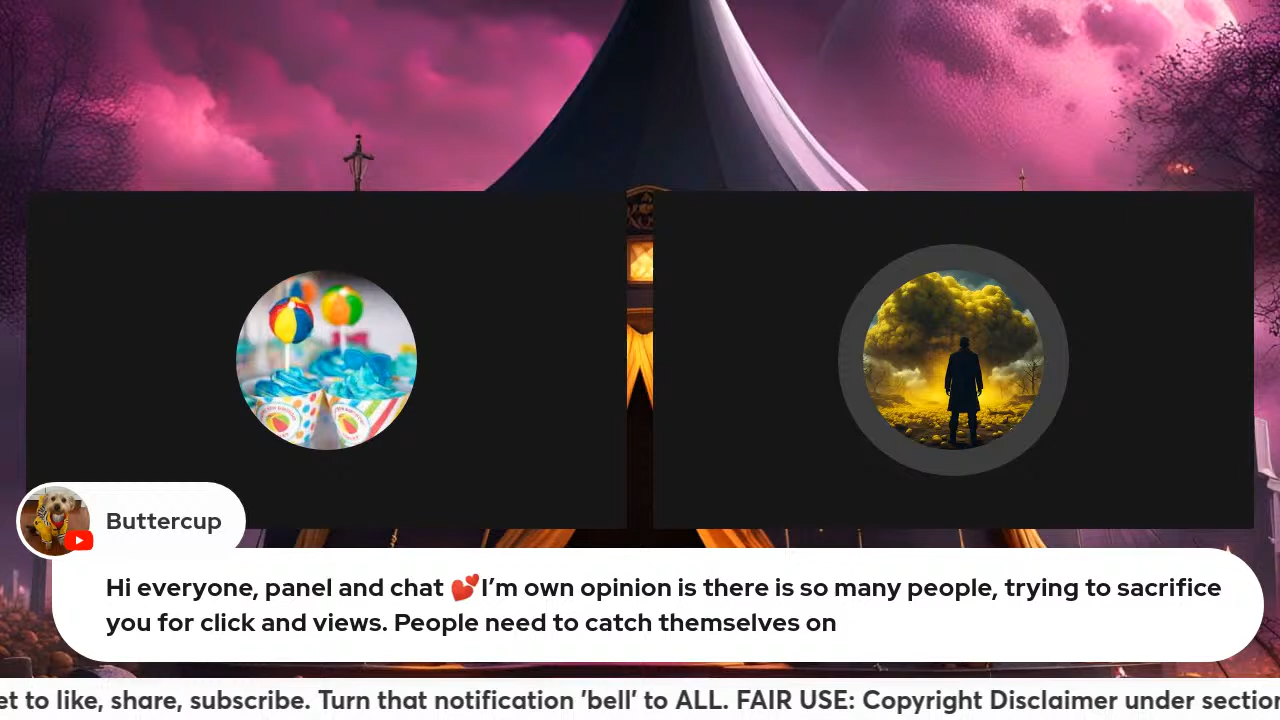 Buttercup
Hi everyone, panel and chat 💕I’m own opinion is there is so many people, trying to sacrifice
you for click and views. People need to catch themselves on
et to like, share, subscribe. Turn that notification 'bell' to ALL. FAIR USE: Copyright Disclaimer under section